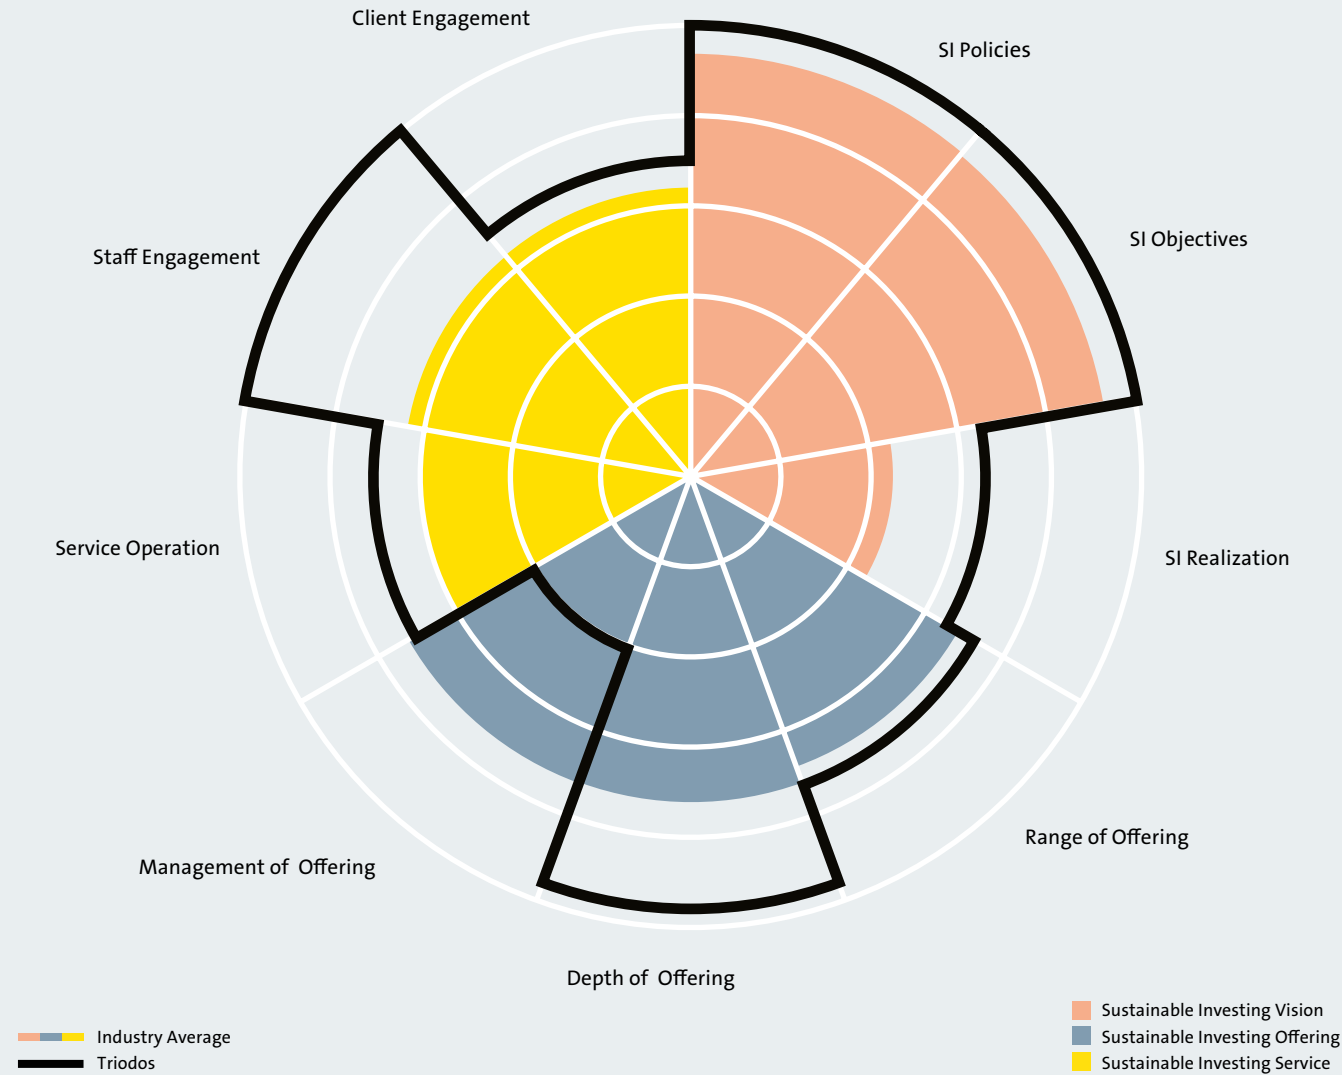 Client Engagement
SI Policies
SI Objectives
Staff Engagement
Service Operation
SI Realization
Range of Offering
Management of Offering
Depth of Offering
Industry Average
Triodos
Sustainable Investing Vision
Sustainable Investing Offering
Sustainable Investing Service